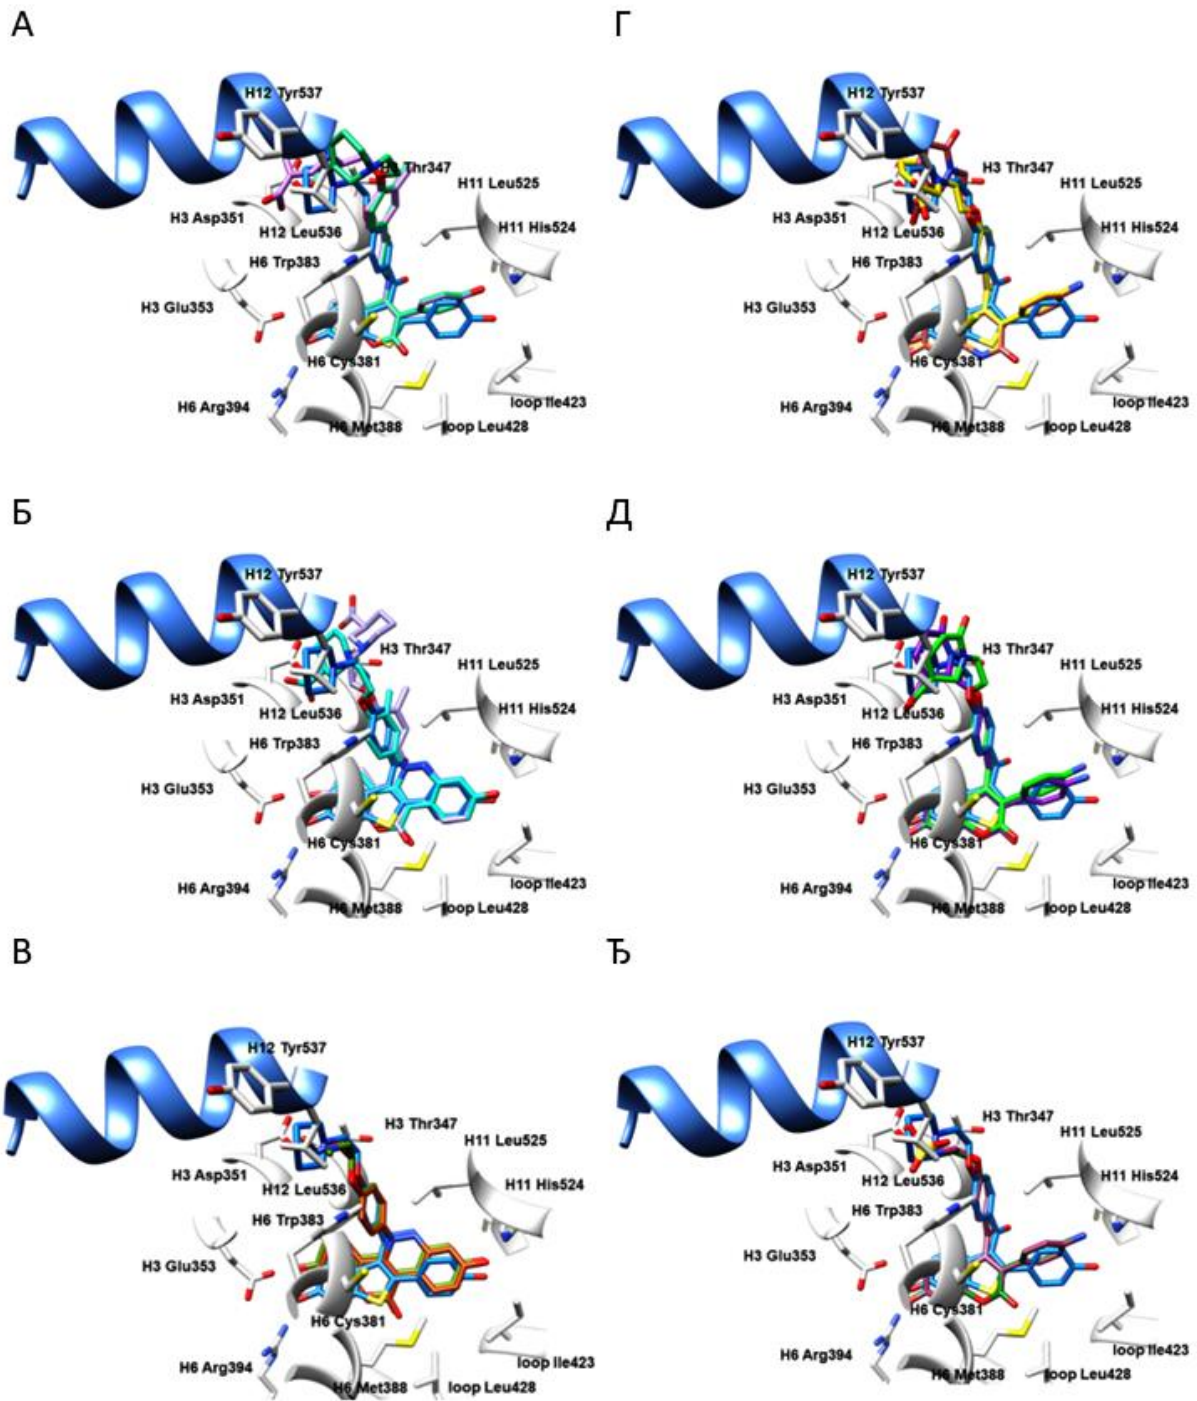 А
H12 Tyr537
Thr347
H11 Leu525
H3 Asp351
H12 Leu536
H11 His524
H6 Trp383
H3 Glu353
H6 Cys381
H6 Arg394
loop Ile423
H6 Met388
loop Leu428
Г
H12 Tyr537
H3 Thr347
H11 Leu525
H3 Asp351
H12 Leu536
H11 His524
H6 Trp383
H3 Glu353
H6 Cys381
H6 Arg394
loop Ile423
H6 Met388
loop Leu428
Б
H12 Tyr537
H3 Thr347
H11 Leu525
H3 Asp351
H12 Leu536
H11 His524
H6 Trp383
H3 Glu353
H6 Cys381
H6 Arg394
loop Ile423
H6 Met388
loop Leu428
Д
H12 Tyr537
H3 Thr347
H11 Leu525
H3 Asp351
H12 Leu536
H11 His524
H6 Trp383
H3 Glu353
H6 Cys381
H6 Arg394
loop Ile423
H6 Met388
loop Leu428
В
H12 Tyr537
H3 Thr347
H11 Leu525
H3 Asp351
H12 Leu536
H11 His524
H6 Trp383
H3 Glu353
H6 Cys381
H6 Arg394
loop Ile423
H6 Met388
loop Leu428
Ђ
H12 Tyr537
H3 Thr347
H11 Leu525
H3 Asp351
H12 Leu536
H11 His524
H6 Trp383
H3 Glu353
H6 Cys381
H6 Arg394
loop Ile423
H6 Met388
loop Leu428